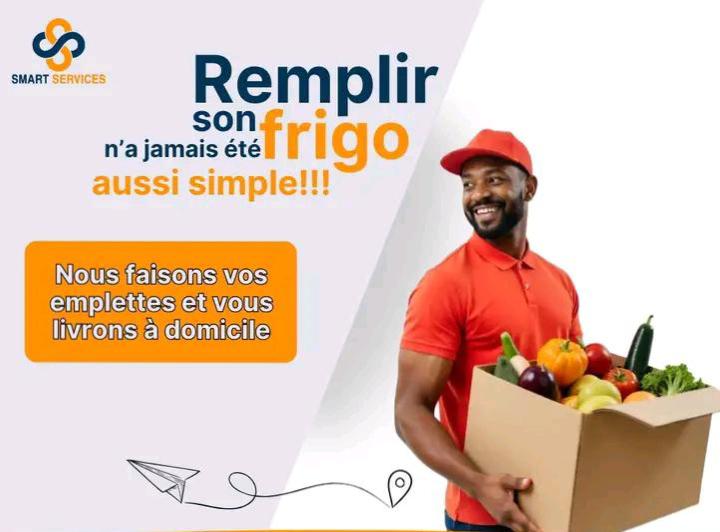 SMART SERVICES
Remplir
son frigo
n'a jamais été
aussi simple!!!
Nous faisons vos
emplettes et vous
livrons à domicile